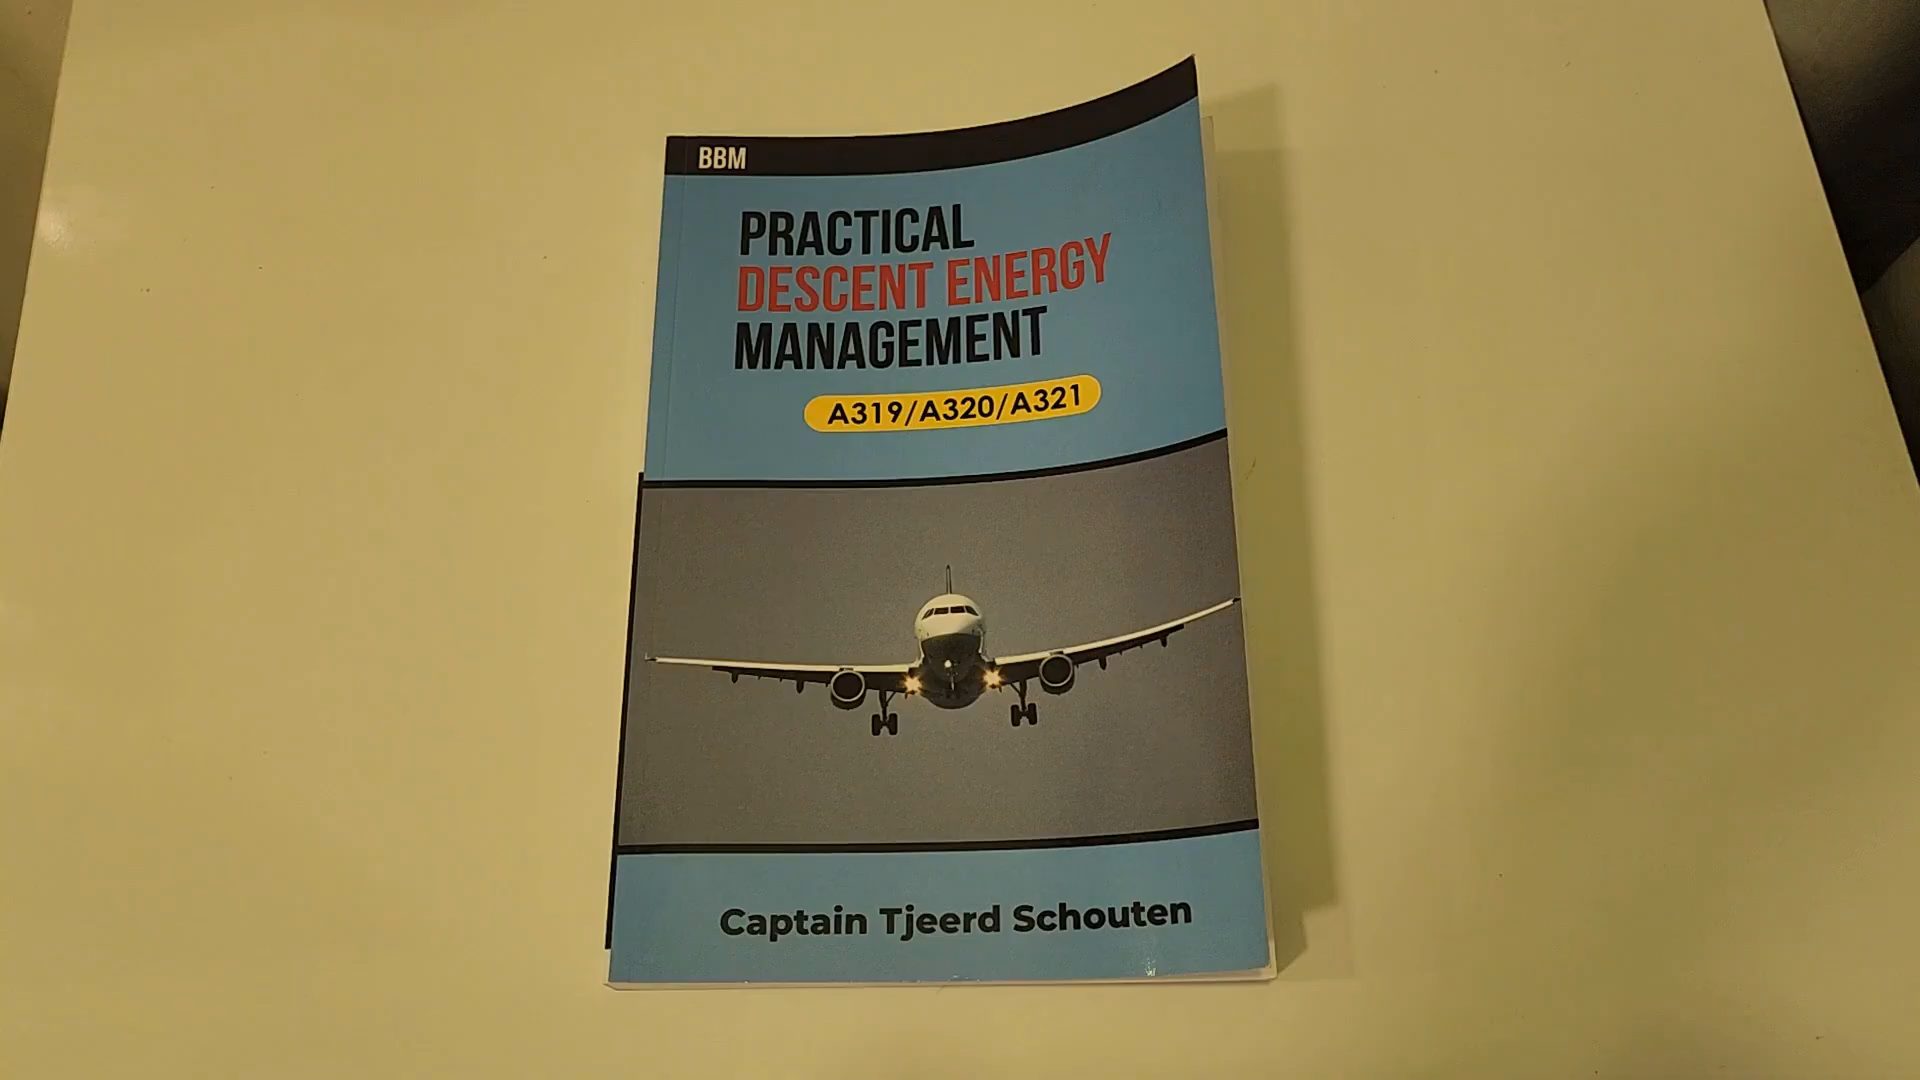 BBM
PRACTICAL
DESCENT ENERGY
MANAGEMENT
A319/A320/A321
Captain Tjeerd Schouten